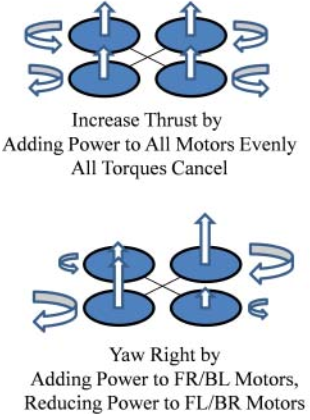 Increase Thrust by
Adding Power to All Motors Evenly
All Torques Cancel
Yaw Right by
Adding Power to FR/BL Motors,
Reducing Power to FL/BR Motors